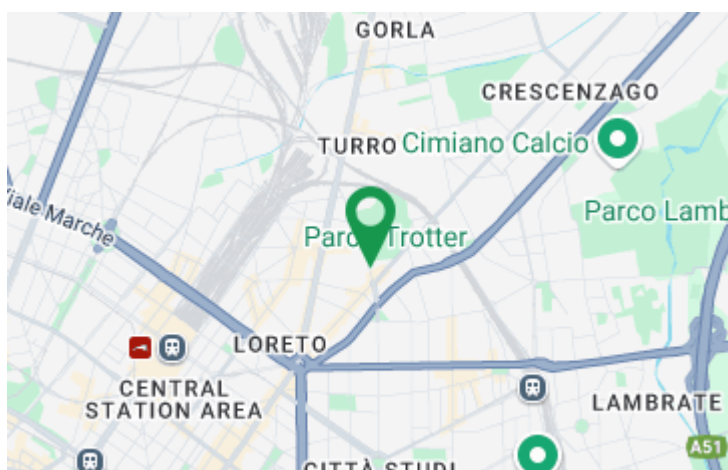 GORLA
CRESCENZAGO
TURRO
Cimiano Calcio
Viale Marche
Parco Trotter
Parco Lamb
LORETO
CENTRAL
STATION AREA
LAMBRATE
A51
CITTÀ STUDI